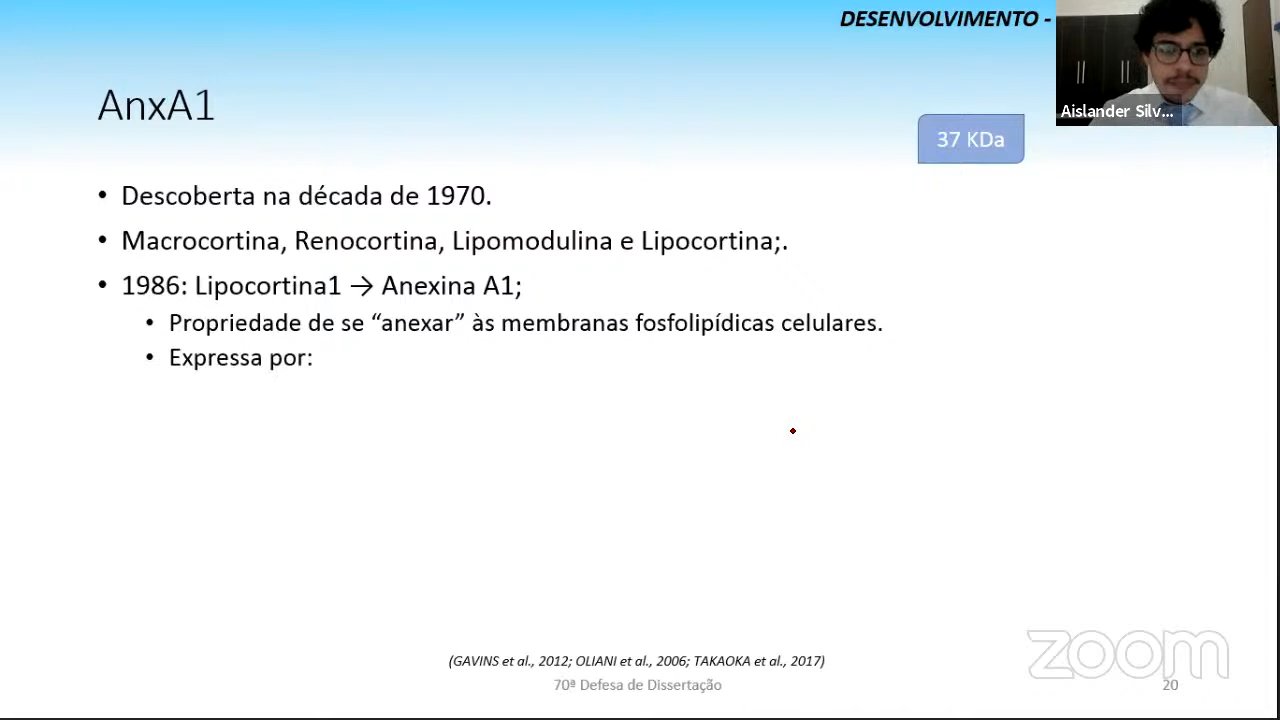 DESENVOLVIMENTO -
Aislander Silv...
AnxA1
37 KDa
• Descoberta na década de 1970.
• Macrocortina, Renocortina, Lipomodulina e Lipocortina;.
• 1986: Lipocortina1 → Anexina A1;
• Propriedade de se “anexar” às membranas fosfolipídicas celulares.
• Expressa por:
(GAVINS et al., 2012; OLIANI et al., 2006; TAKAOKA et al., 2017)
zoom
70ª Defesa de Dissertação
20